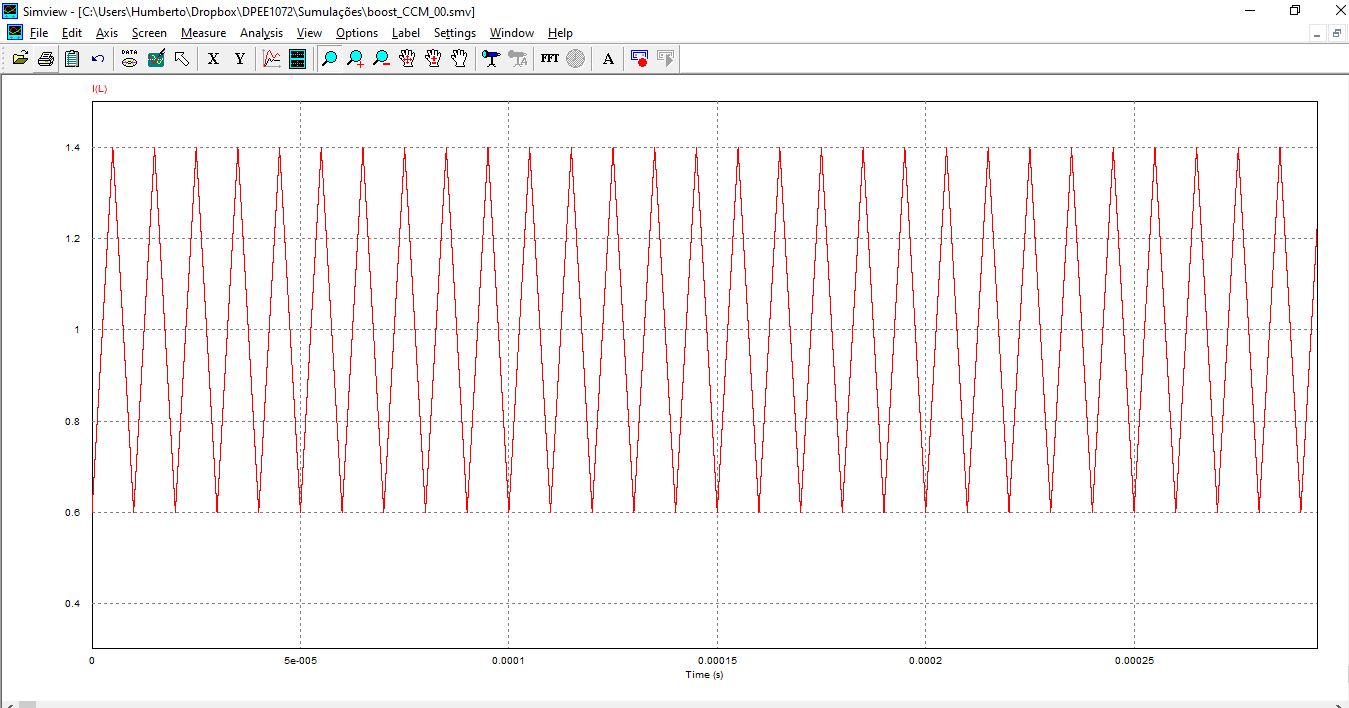 Simview - [C:\Users\Humberto\Dropbox\DPEE1072\Sumulações\boost_CCM_00.smv]
File Edit Axis Screen Measure Analysis View Options Label Settings Window Help
DATA X Y FFT A
I(L)
1.4
1.2
1
0.8
0.6
0.4
0 5e-005 0.0001 0.00015 0.0002 0.00025
Time (s)